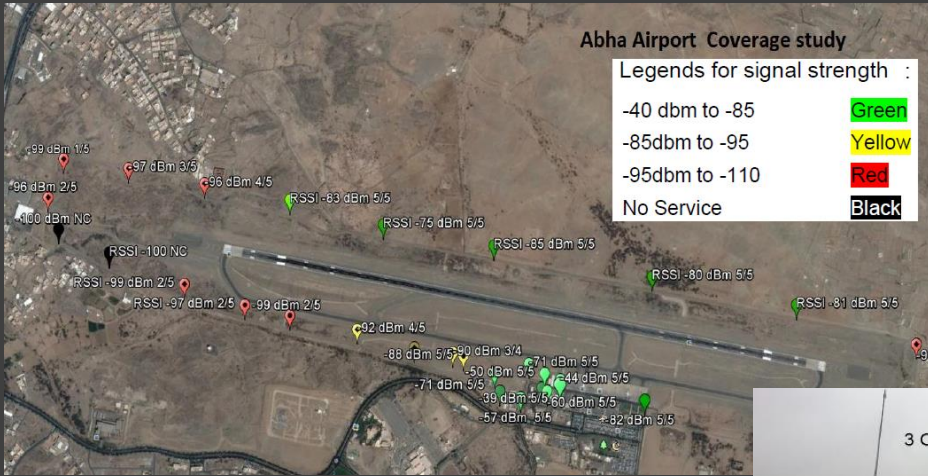 Abha Airport Coverage study
Legends for signal strength :
-40 dbm to -85 Green
-85dbm to -95 Yellow
-95dbm to -110 Red
No Service Black
-99 dBm 1/5
-97 dBm 3/5
-96 dBm 4/5
-96 dBm 2/5
RSSI -83 dBm 5/5
-100 dBm NC
RSSI -75 dBm 5/5
RSSI -100 NC
RSSI -85 dBm 5/5
RSSI -99 dBm 2/5
RSSI -80 dBm 5/5
RSSI -97 dBm 2/5
-99 dBm 2/5
RSSI -81 dBm 5/5
-92 dBm 4/5
-88 dBm 5/5
-90 dBm 3/4
-71 dBm 5/5
-50 dBm 5/5
-44 dBm 5/5
-71 dBm 5/5
-39 dBm 5/5
-60 dBm 5/5
-57 dBm 5/5
-82 dBm 5/5